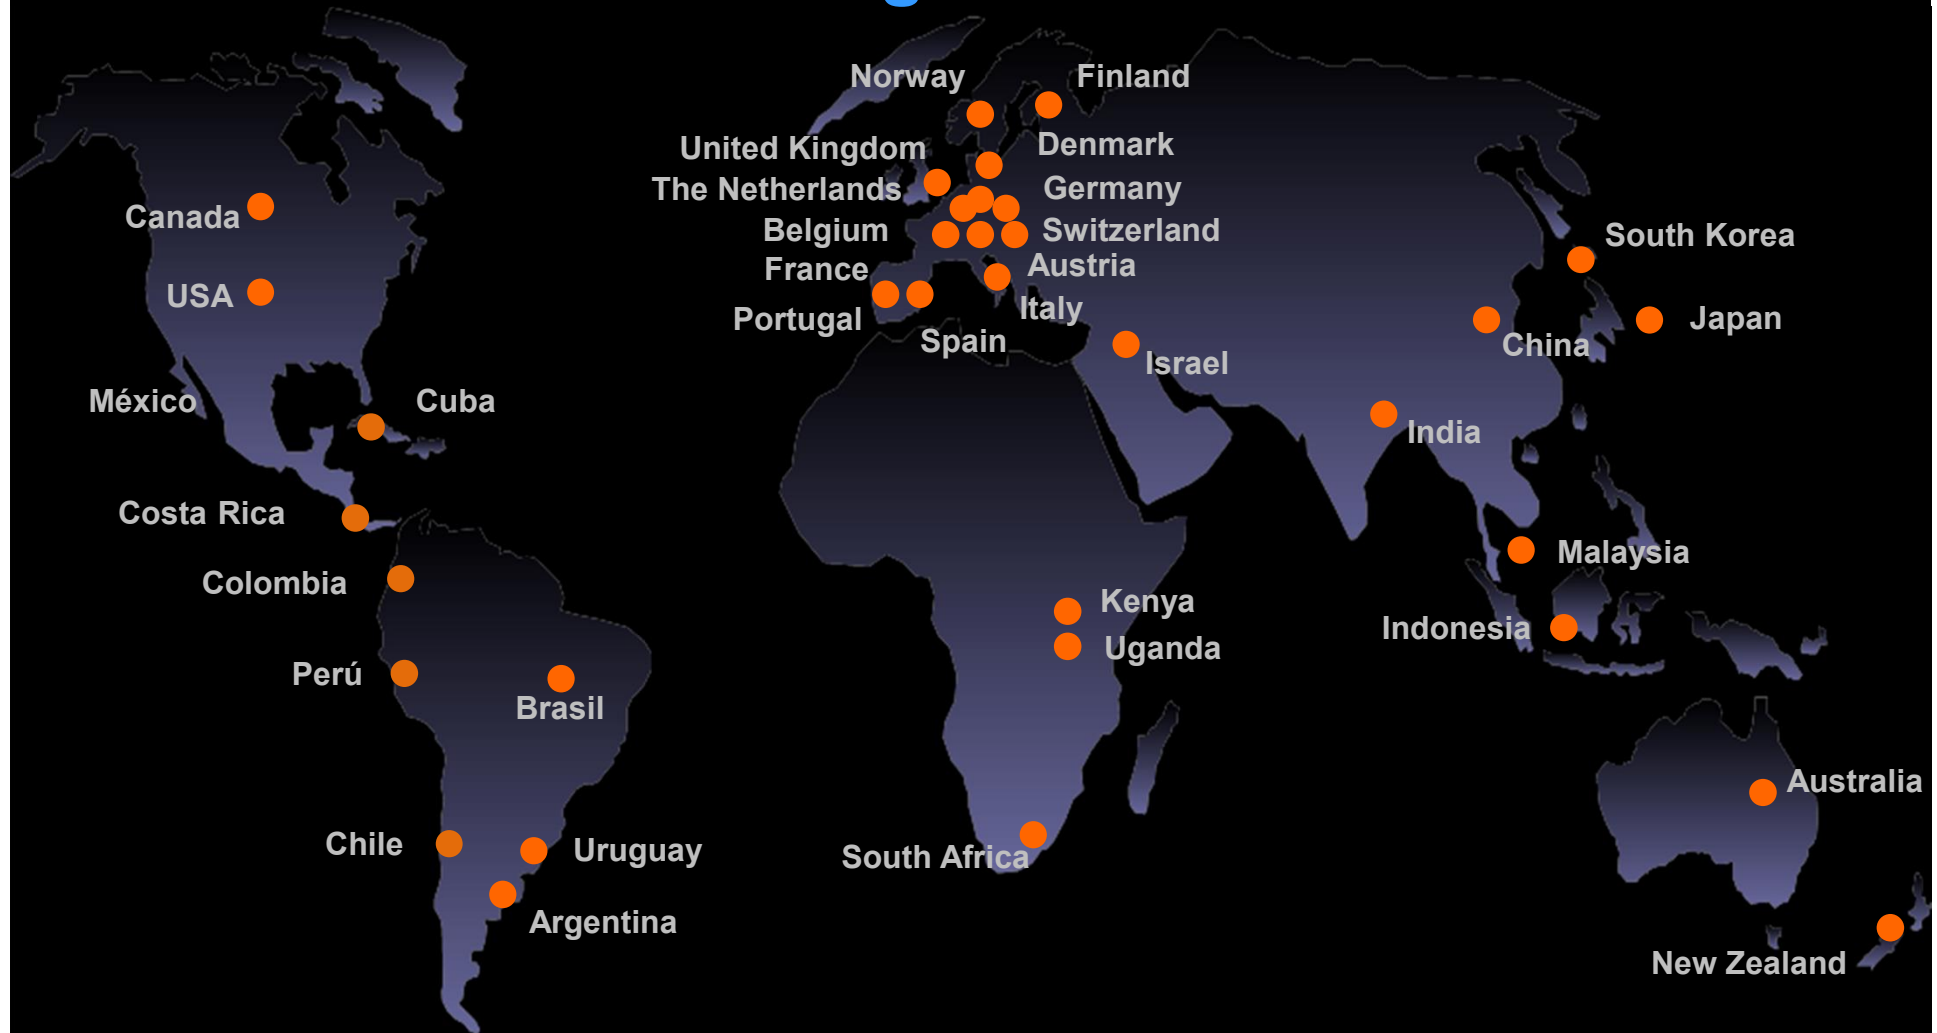 Norway
Finland
United Kingdom
Denmark
The Netherlands
Germany
Canada
Belgium
Switzerland
South Korea
France
Austria
USA
Portugal
Italy
Japan
Spain
China
Israel
México
Cuba
India
Costa Rica
Malaysia
Colombia
Kenya
Indonesia
Uganda
Perú
Brasil
Australia
Chile
Uruguay
South Africa
Argentina
New Zealand